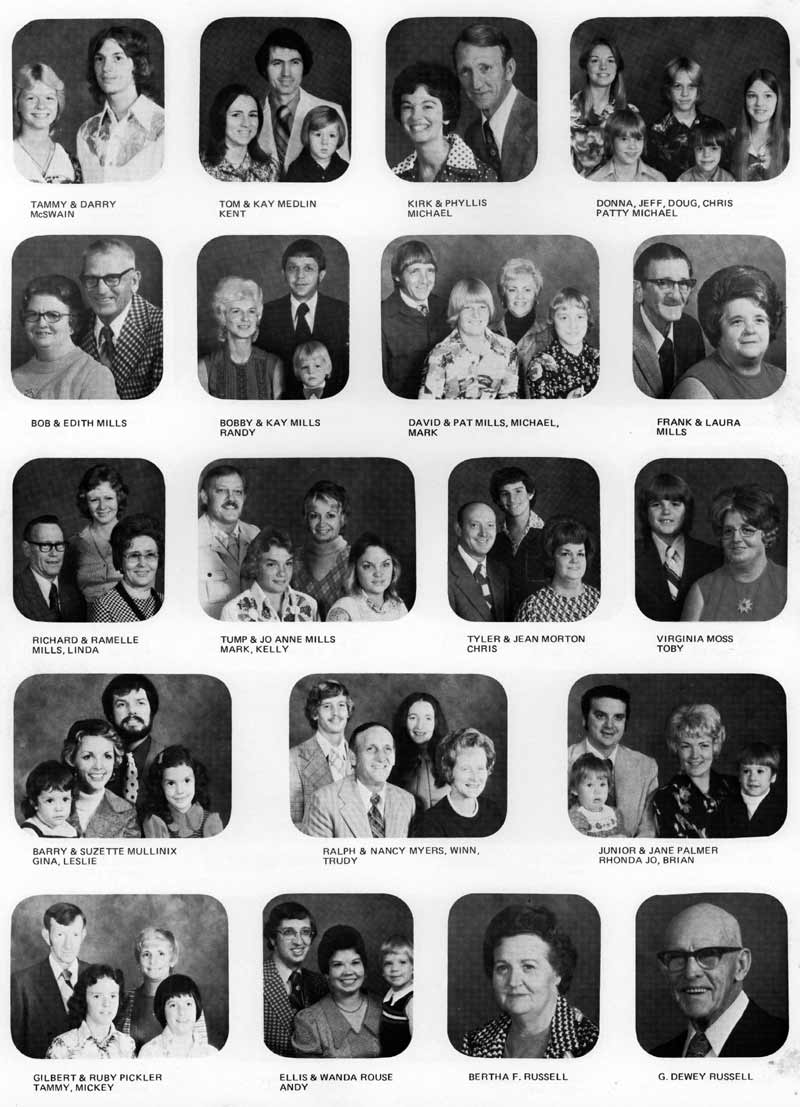 TAMMY & DARRY
McSWAIN
TOM & KAY MEDLIN
KENT
KIRK & PHYLLIS
MICHAEL
DONNA, JEFF, DOUG, CHRIS
PATTY MICHAEL
BOB & EDITH MILLS
BOBBY & KAY MILLS
RANDY
DAVID & PAT MILLS, MICHAEL,
MARK
FRANK & LAURA
MILLS
RICHARD & RAMELLE
MILLS, LINDA
TUMP & JO ANNE MILLS
MARK, KELLY
TYLER & JEAN MORTON
CHRIS
VIRGINIA MOSS
TOBY
BARRY & SUZETTE MULLINIX
GINA, LESLIE
RALPH & NANCY MYERS, WINN,
TRUDY
JUNIOR & JANE PALMER
RHONDA JO, BRIAN
GILBERT & RUBY PICKLER
TAMMY, MICKEY
ELLIS & WANDA ROUSE
ANDY
BERTHA F. RUSSELL
G. DEWEY RUSSELL